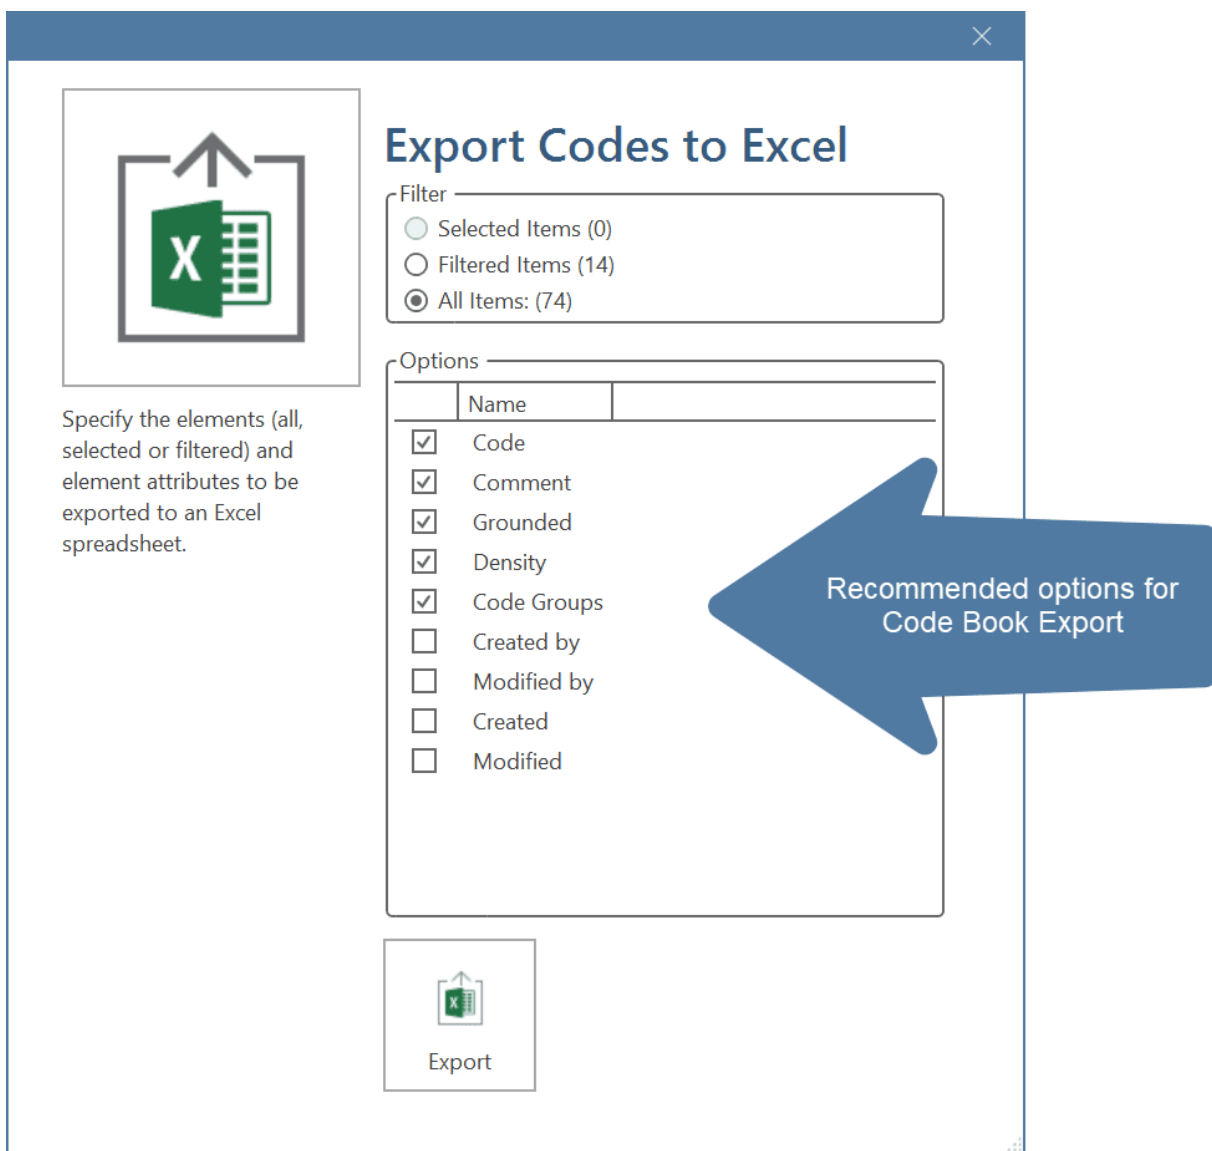 Export Codes to Excel
Filter
Selected Items (0)
Filtered Items (14)
All Items: (74)
Specify the elements (all,
selected or filtered) and
element attributes to be
exported to an Excel
spreadsheet.
Options
Name
Code
Comment
Grounded
Density
Code Groups
Created by
Modified by
Created
Modified
Recommended options for
Code Book Export
Export